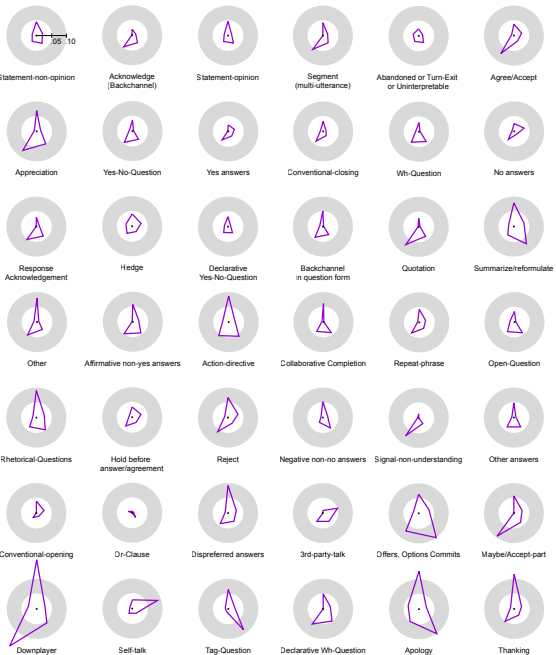 .05 .10
Statement-non-opinion
Acknowledge
(Backchannel)
Statement-opinion
Segment
(multi-utterance)
Abandoned or Turn-Exit
or Uninterpretable
Agree/Accept
Appreciation
Yes-No-Question
Yes answers
Conventional-closing
Wh-Question
No answers
Response
Acknowledgement
Hedge
Declarative
Yes-No-Question
Backchannel
in question form
Quotation
Summarize/reformulate
Other
Affirmative non-yes answers
Action-directive
Collaborative Completion
Repeat-phrase
Open-Question
Rhetorical-Questions
Hold before
answer/agreement
Reject
Negative non-no answers
Signal-non-understanding
Other answers
Conventional-opening
Or-Clause
Dispreferred answers
3rd-party-talk
Offers, Options Commits
Maybe/Accept-part
Downplayer
Self-talk
Tag-Question
Declarative Wh-Question
Apology
Thanking